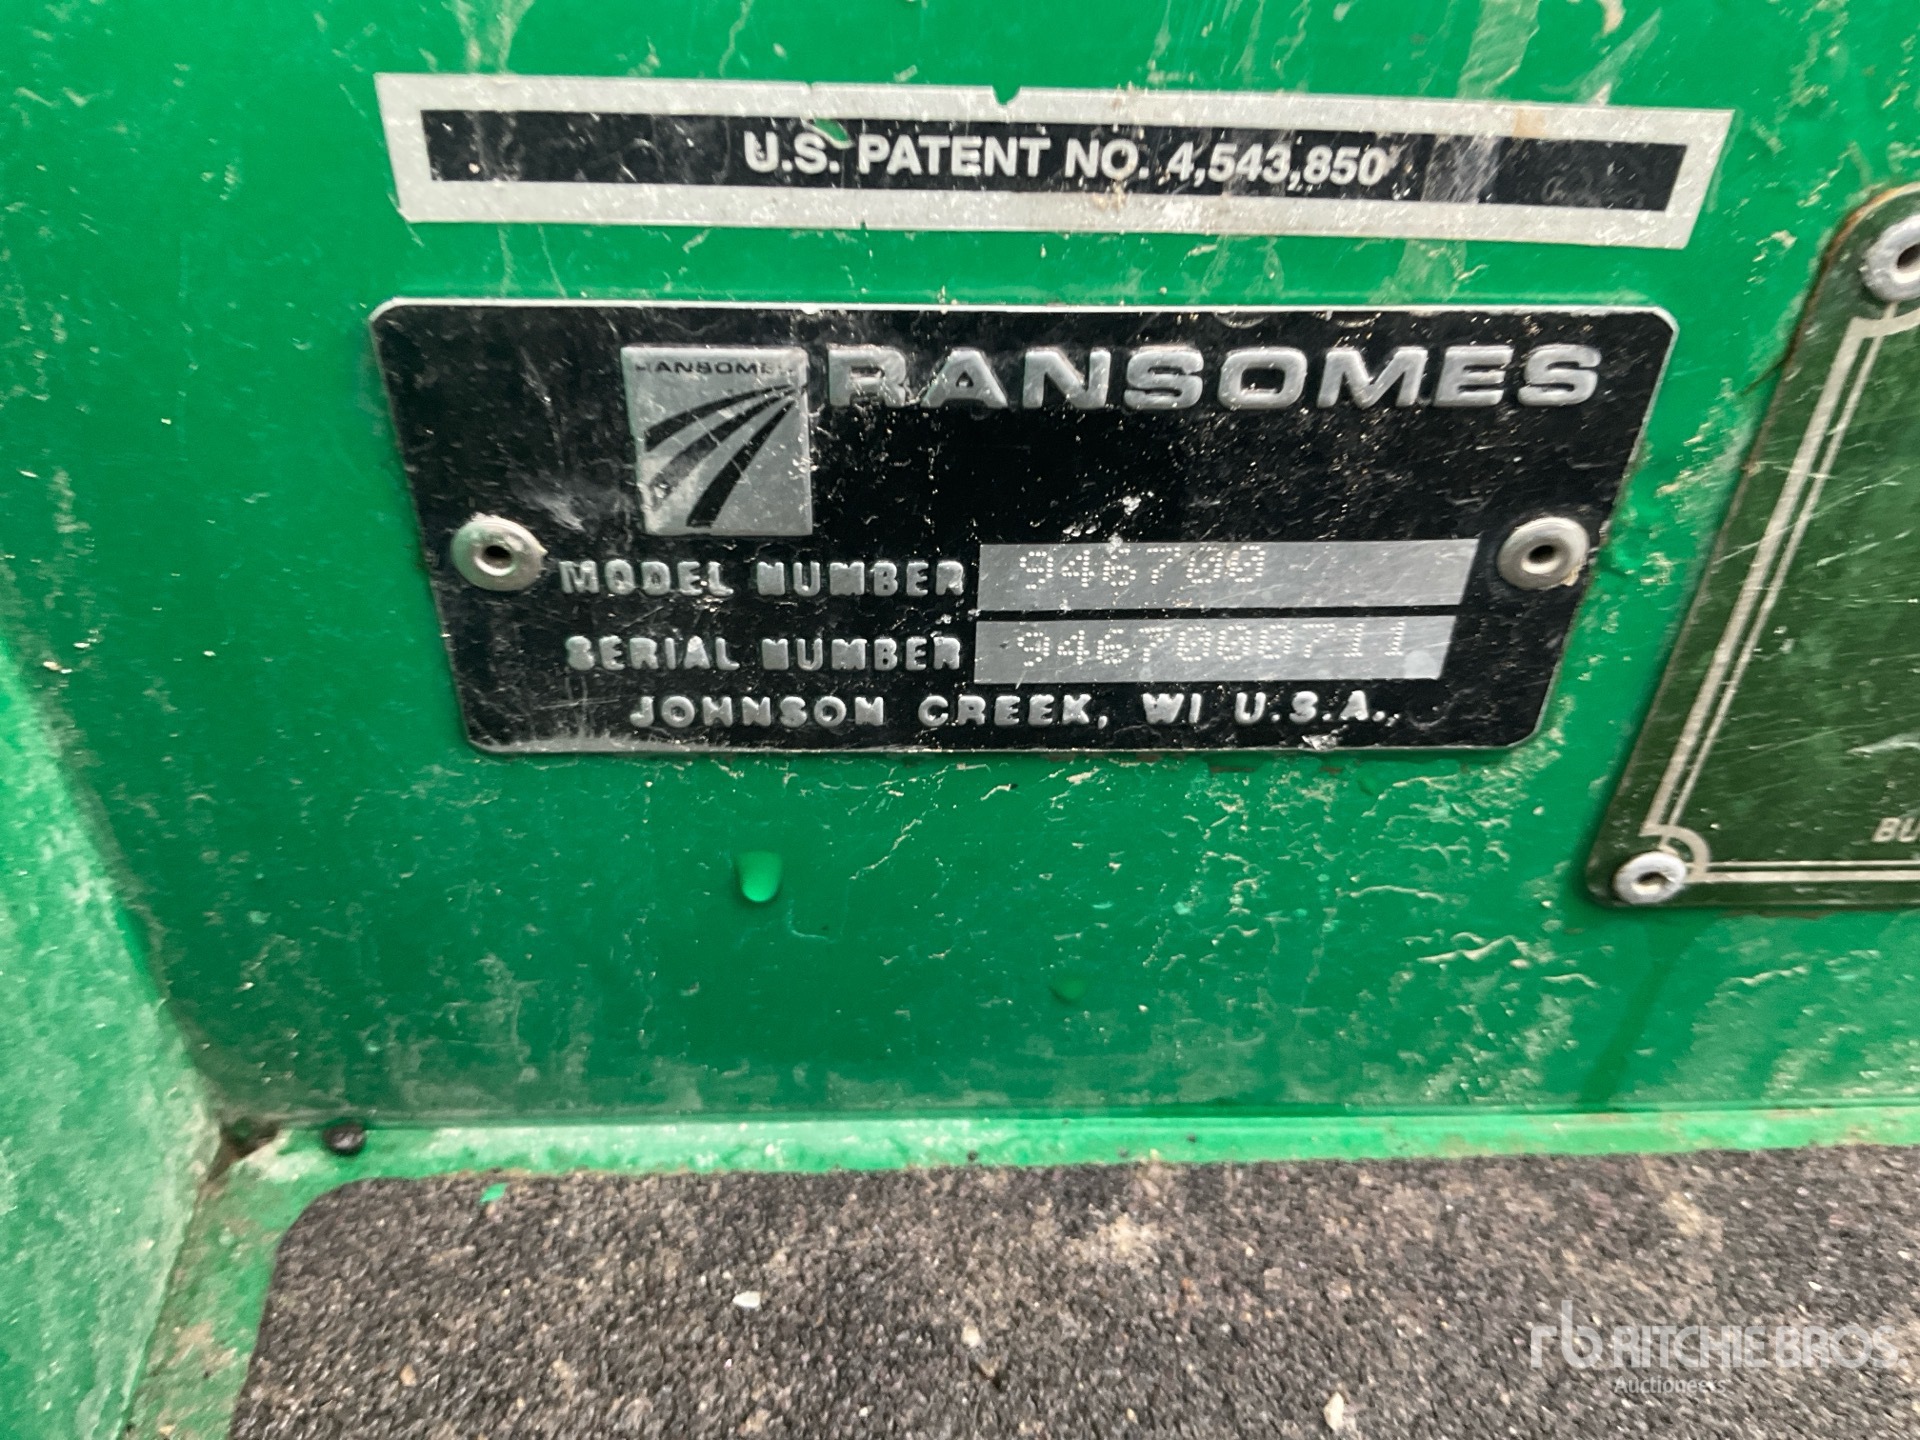 U.S. PATENT NO. 4,543,850
RANSOMES
RANSOMES
MODEL NUMBER 946700
SERIAL NUMBER 9467000711
JOHNSON CREEK, WI U.S.A.
BU
rb RITCHIE BROS.
Auctioneers